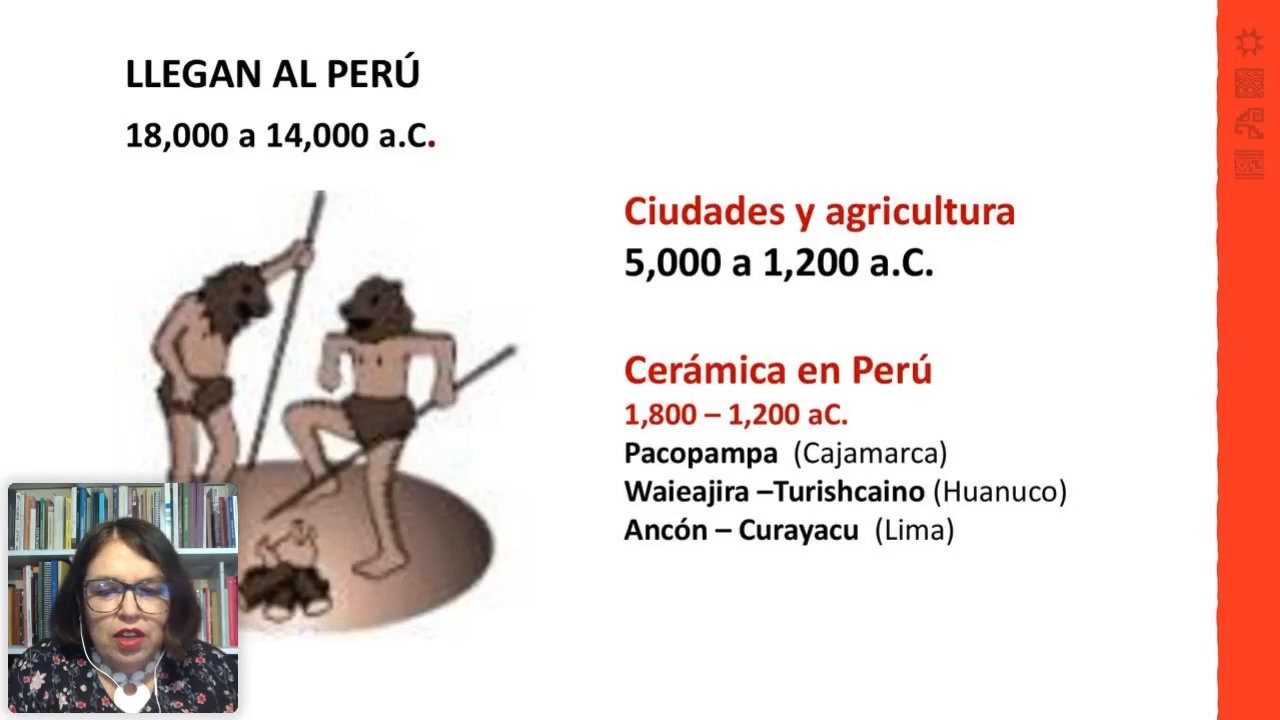 LLEGAN AL PERÚ
18,000 a 14,000 a.C.
Ciudades y agricultura
5,000 a 1,200 a.C.
Cerámica en Perú
1,800 – 1,200 aC.
Pacopampa (Cajamarca)
Waieajira –Turishcaino (Huanuco)
Ancón – Curayacu (Lima)